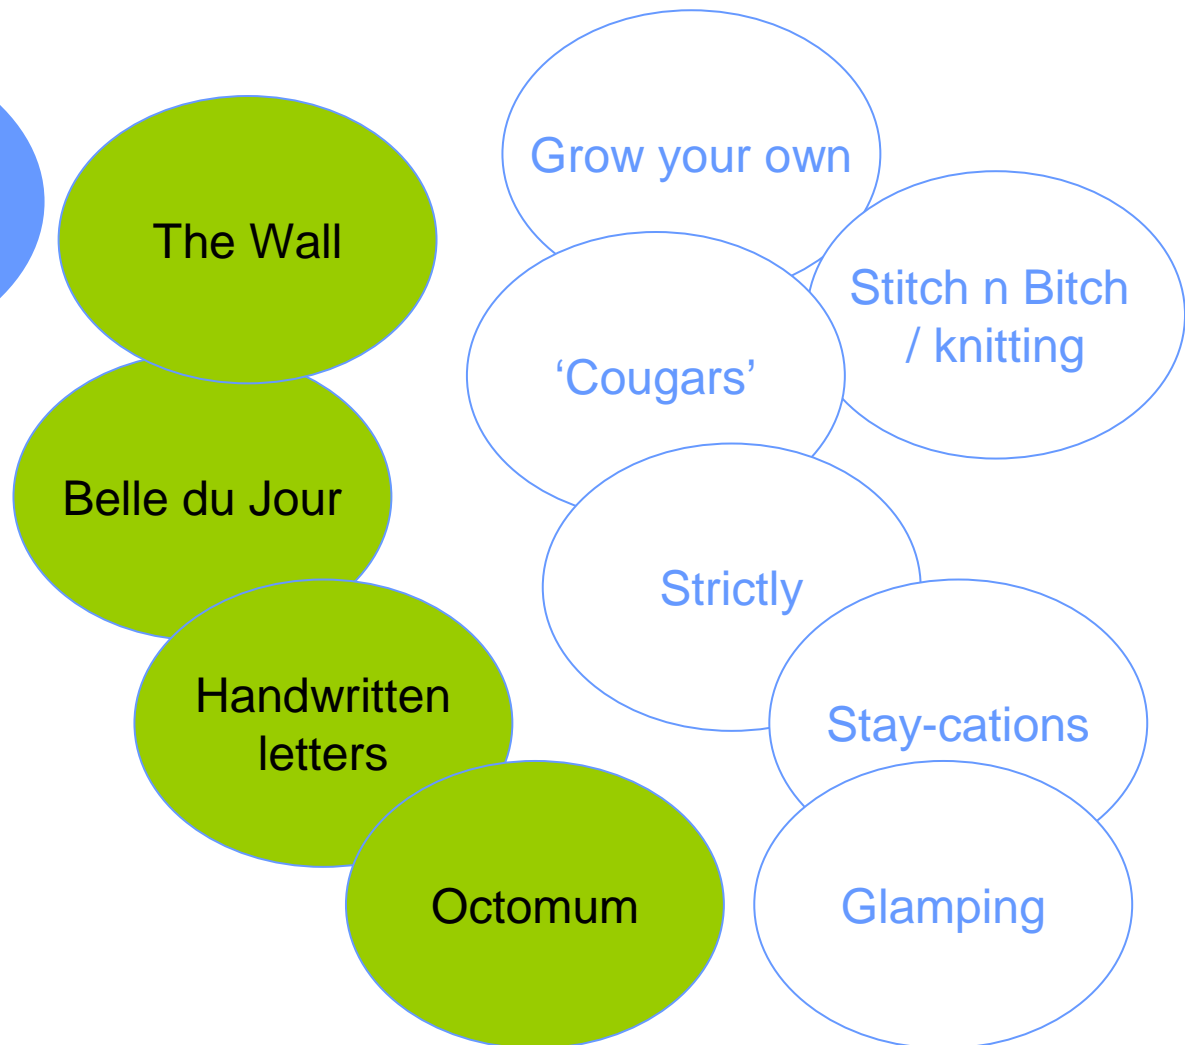 The Wall
Belle du Jour
Handwritten
letters
Octomum
Grow your own
Stitch n Bitch
/ knitting
‘Cougars’
Strictly
Stay-cations
Glamping